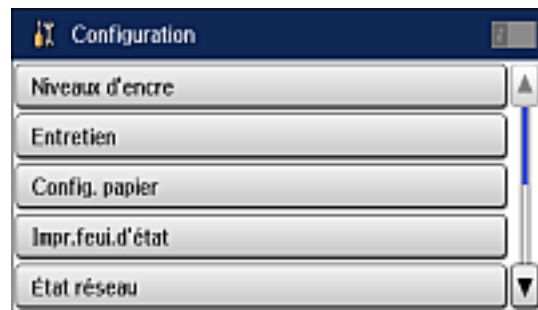 Configuration
Niveaux d'encre
Entretien
Config. papier
Impr.feui.d'état
État réseau